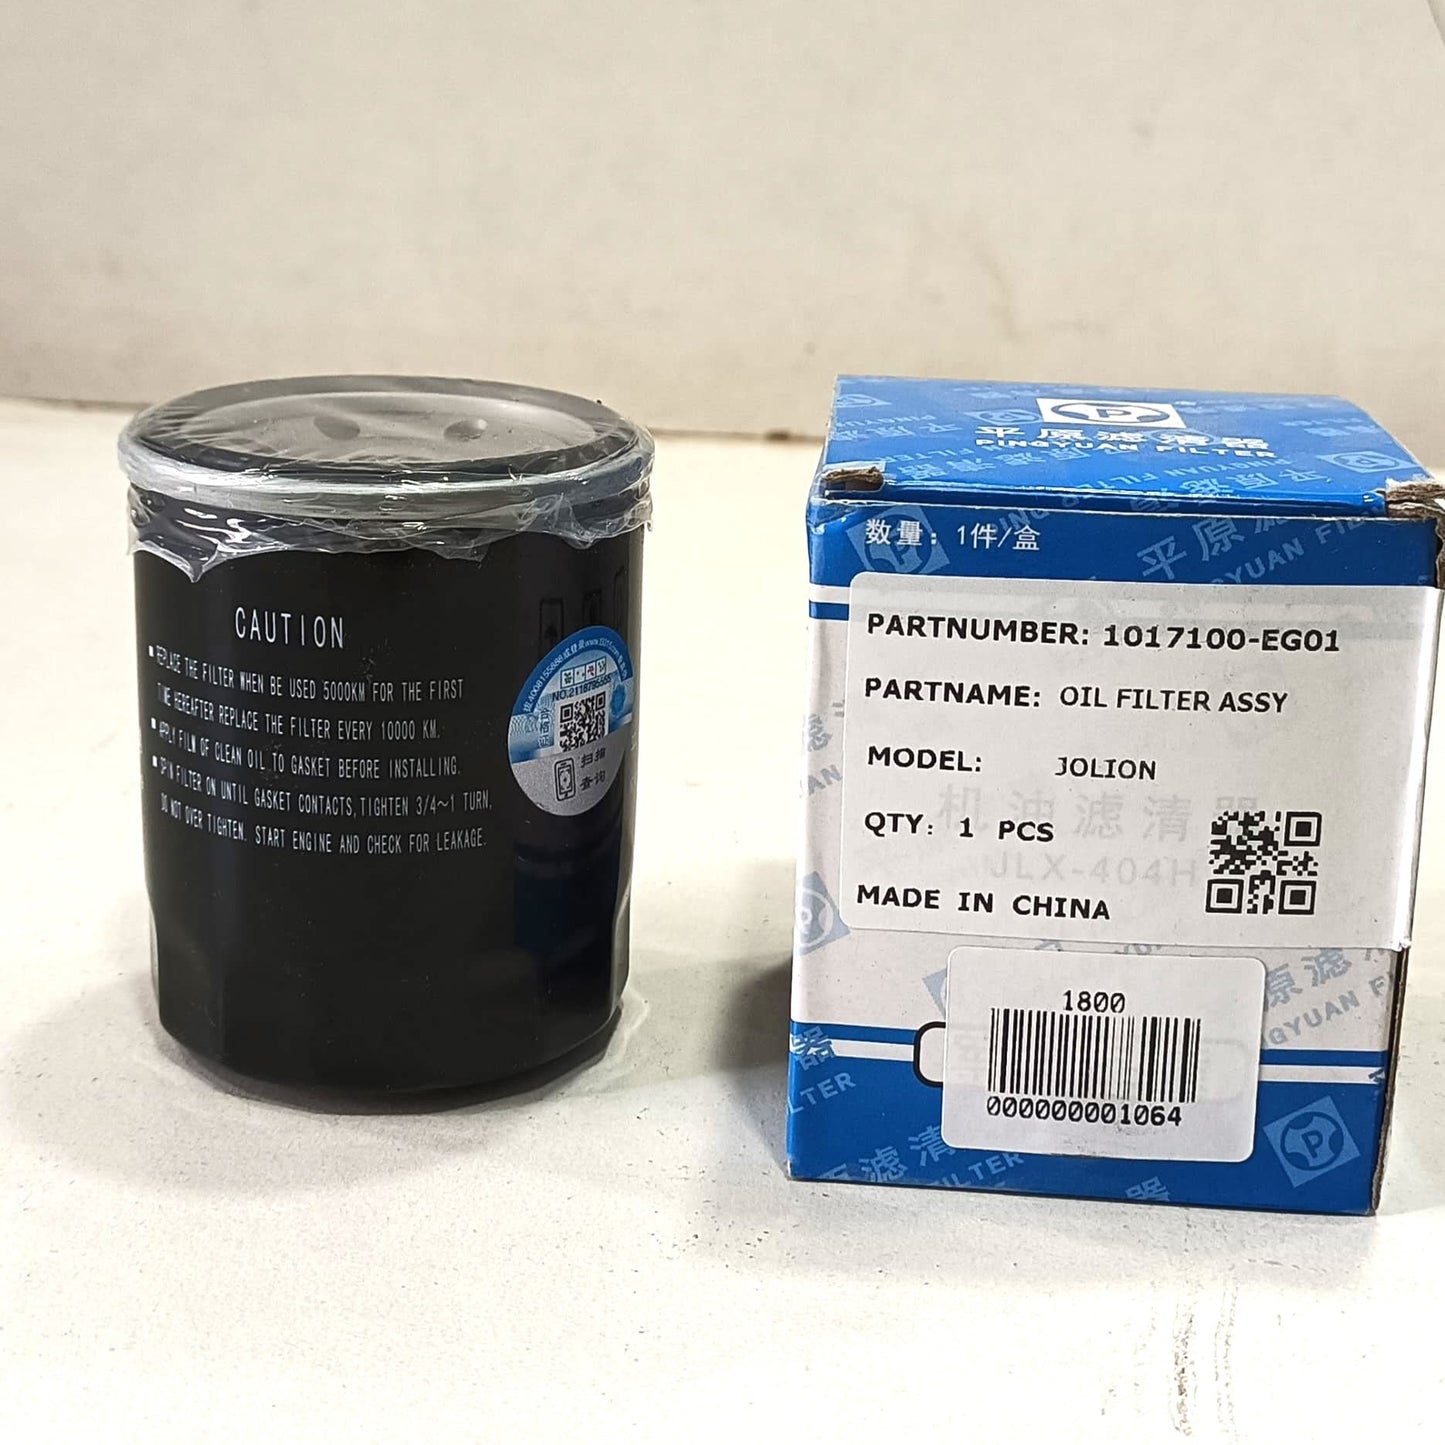 CAUTION
REPLACE THE FILTER WHEN BE USED 5000KM FOR THE FIRST
TIME HEREAFTER REPLACE THE FILTER EVERY 10000 KM.
APPLY FILM OF CLEAN OIL TO GASKET BEFORE INSTALLING.
SPIN FILTER ON UNTIL GASKET CONTACTS,TIGHTEN 3/4~1 TURN,
DO NOT OVER TIGHTEN. START ENGINE AND CHECK FOR LEAKAGE.
扫描
查询
P
平原滤清器
PINGYUAN FILTER
数量：1件/盒
PARTNUMBER: 1017100-EG01
PARTNAME: OIL FILTER ASSY
MODEL: JOLION
机油滤清器
QTY: 1 PCS
JLX-404H
MADE IN CHINA
1800
000000001064